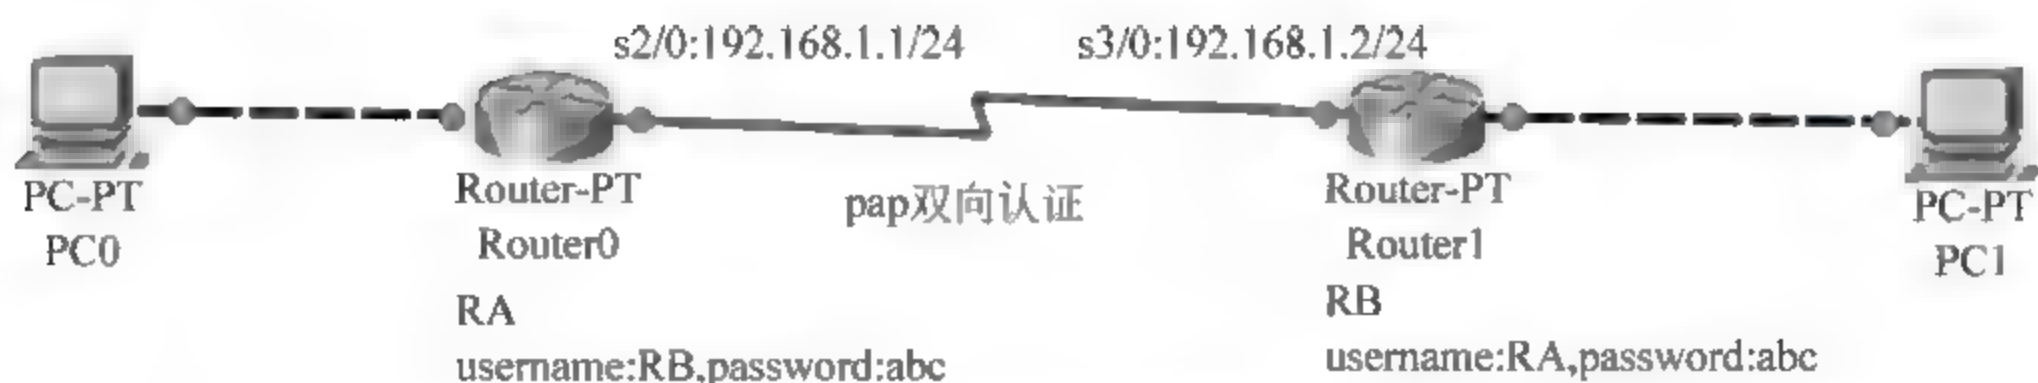 s2/0:192.168.1.1/24
s3/0:192.168.1.2/24
PC-PT
PC0
Router-PT
Router0
pap双向认证
Router-PT
Router1
PC-PT
PC1
RA
username:RB,password:abc
RB
username:RA,password:abc